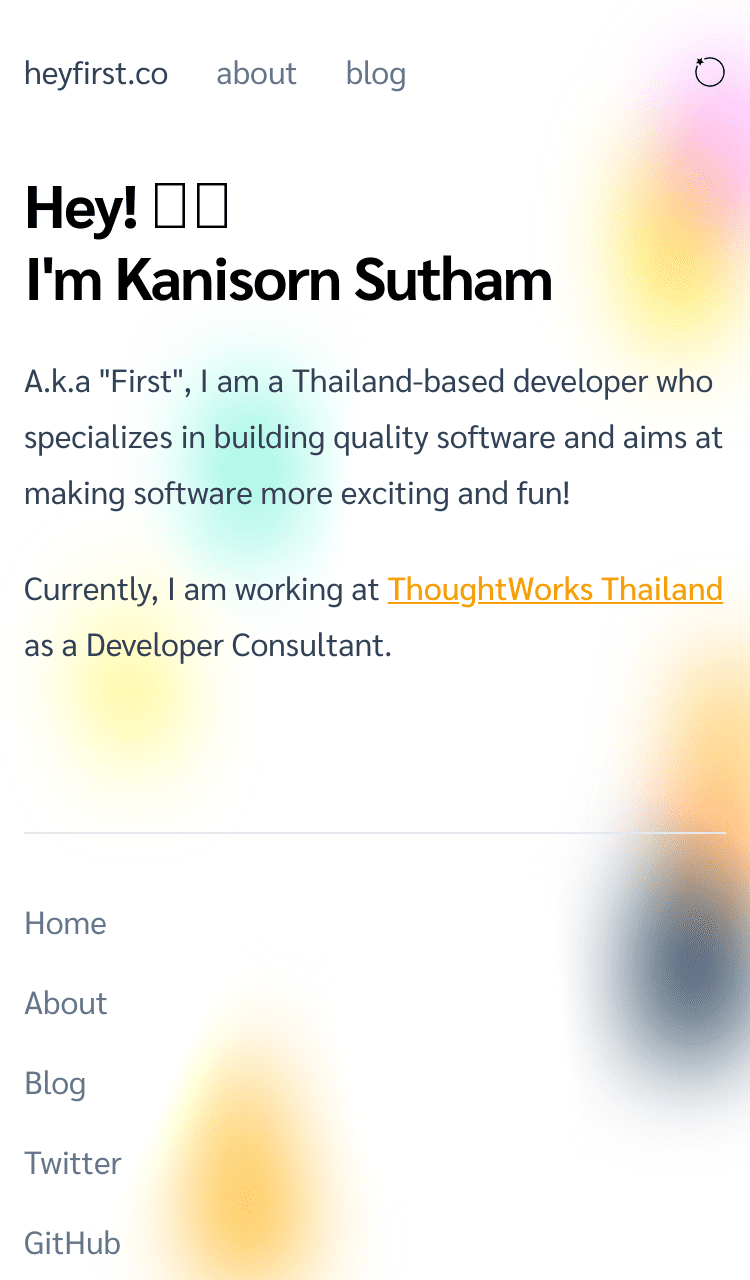 heyfirst.co about blog
Hey! 
I'm Kanisorn Sutham
A.k.a "First", I am a Thailand-based developer who
specializes in building quality software and aims at
making software more exciting and fun!
Currently, I am working at ThoughtWorks Thailand
as a Developer Consultant.
Home
About
Blog
Twitter
GitHub